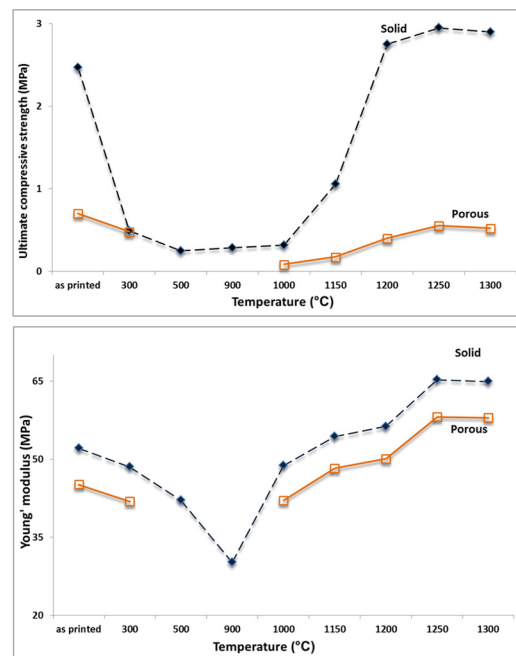 3
2
1
0
Ultimate compressive strength (MPa)
Solid
Porous
as printed 300 500 900 1000 1150 1200 1250 1300
Temperature (°C)
65
50
35
20
Young' modulus (MPa)
Solid
Porous
as printed 300 500 900 1000 1150 1200 1250 1300
Temperature (°C)